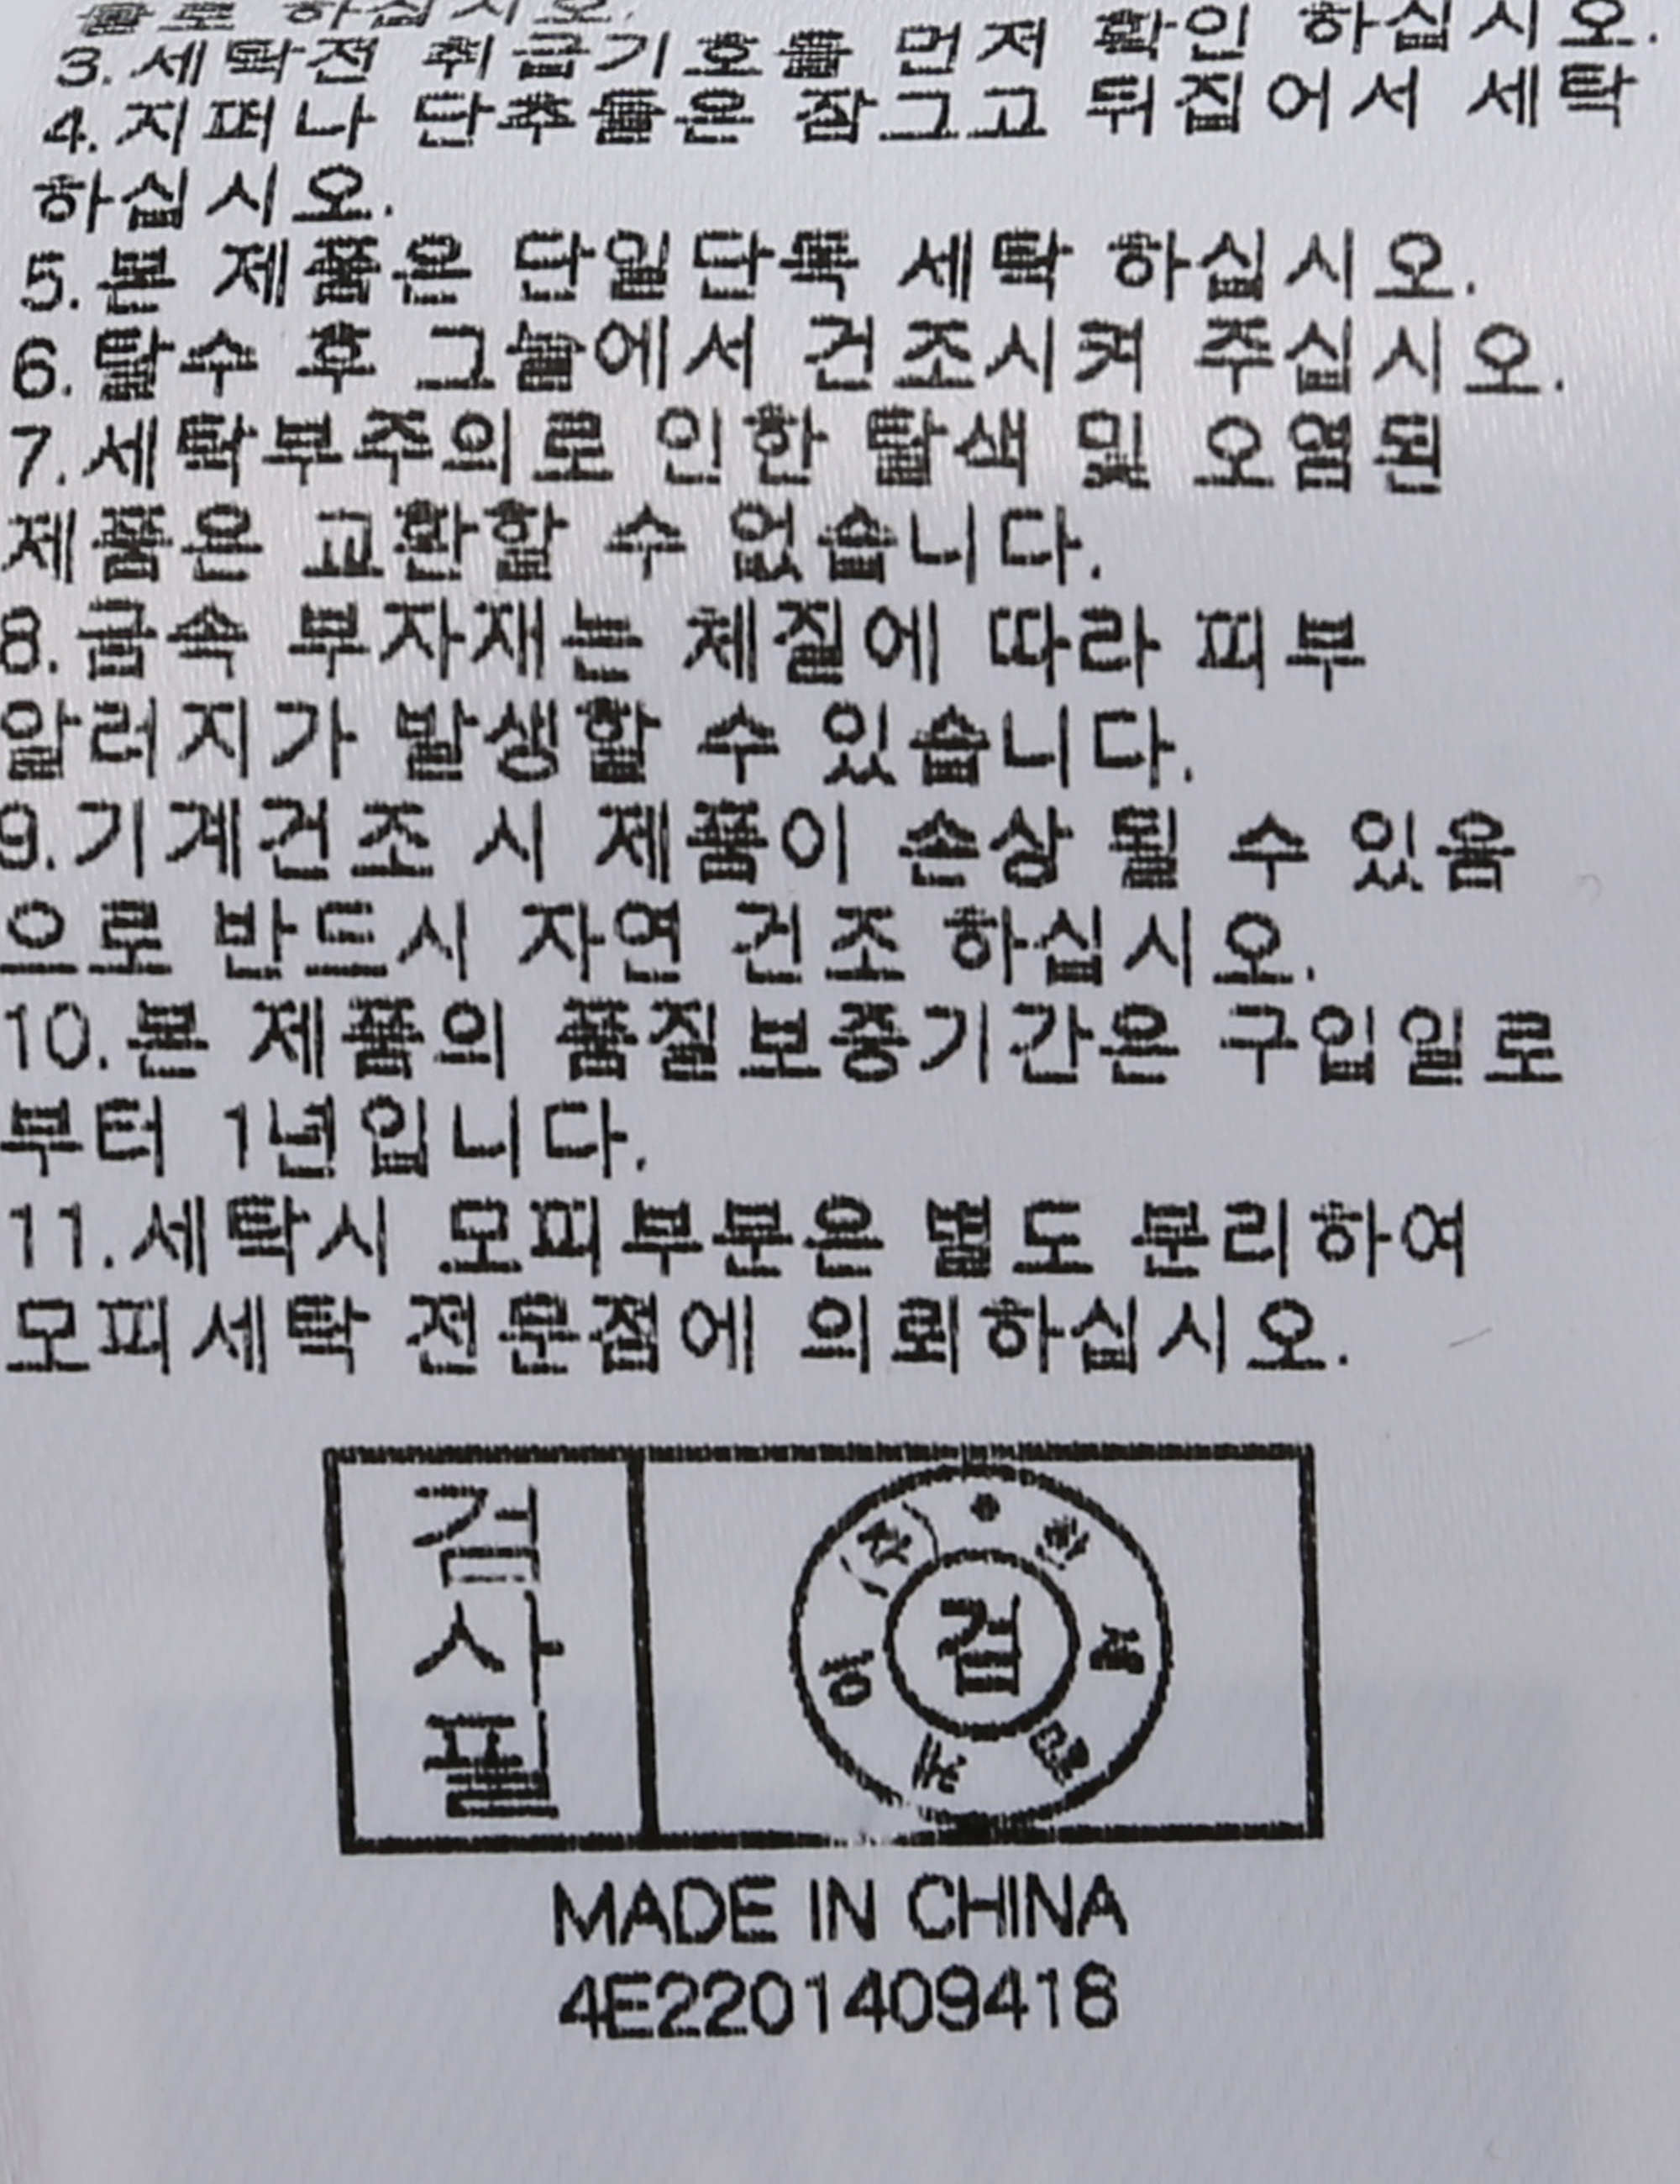 하십시오.
3.세탁전 취급기호를 먼저 확인 하십시오.
4.지퍼나 단추들은 잠그고 뒤집어서 세탁
하십시오.
5.본 제품은 단일단독 세탁 하십시오.
6.탈수 후 그늘에서 건조시켜 주십시오.
7.세탁부주의로 인한 탈색 및 오염된
제품은 교환할 수 없습니다.
8.금속 부자재는 체질에 따라 피부
알러지가 발생할 수 있습니다.
9.기계건조 시 제품이 손상 될 수 있음
으로 반드시 자연 건조 하십시오.
10.본 제품의 품질보증기간은 구입일로
부터 1년입니다.
11.세탁시 모피부분은 별도 분리하여
모피세탁 전문점에 의뢰하십시오.
검사필
검
MADE IN CHINA
4E2201409418